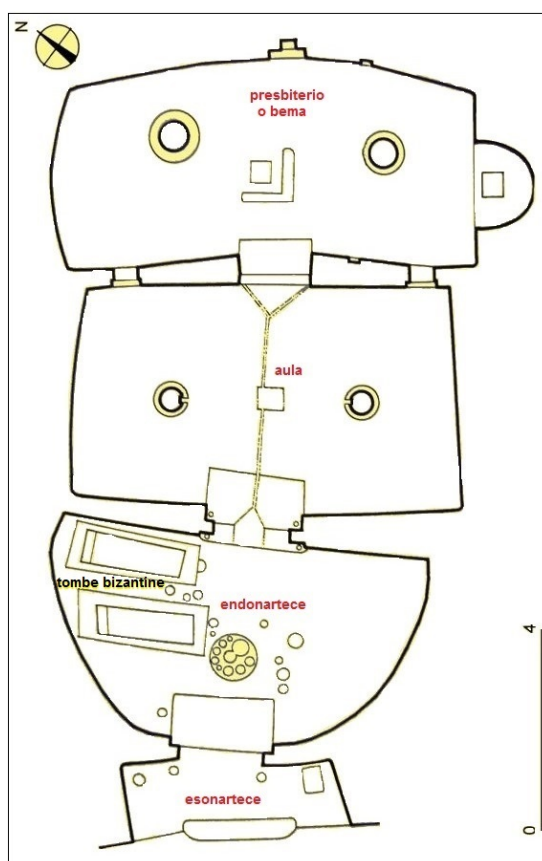 N
presbiterio
o bema
aula
tombe bizantine
endonartece
esonartece
4
0